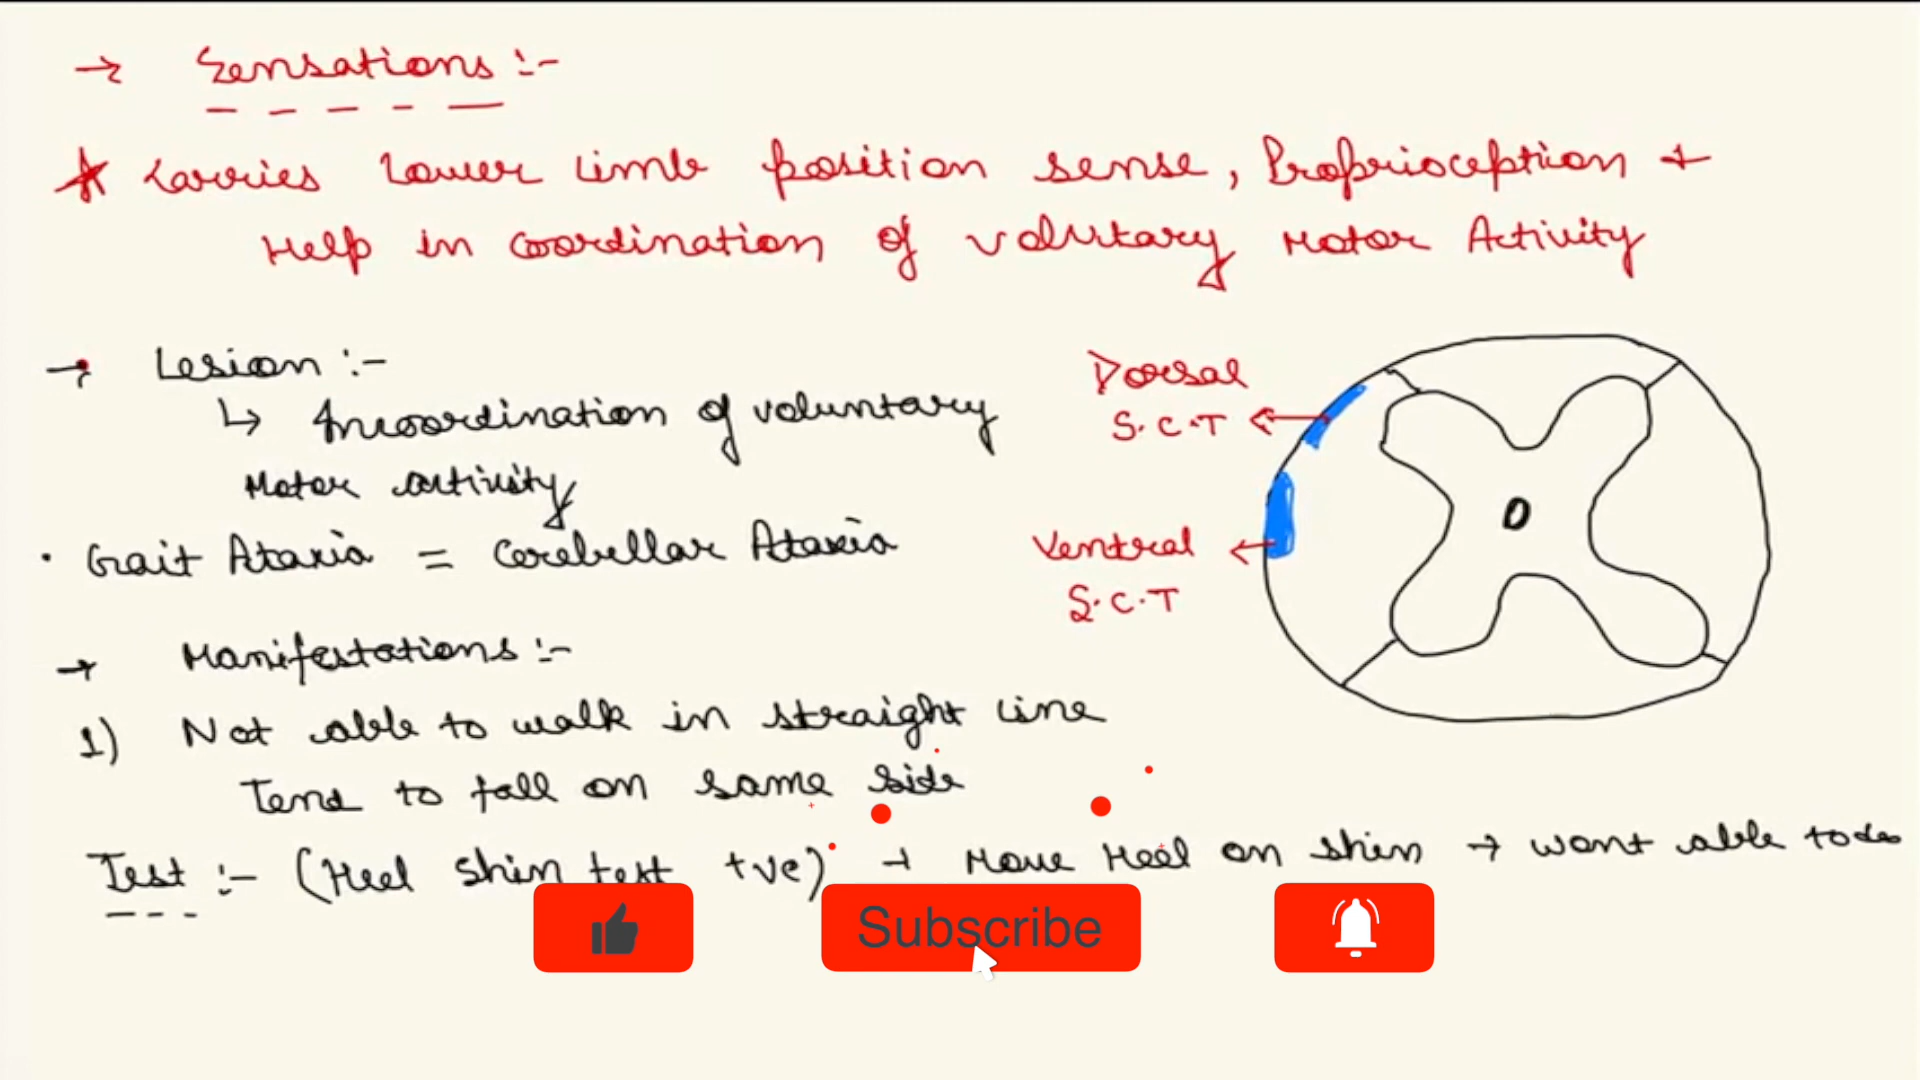 → Sensations :-
* Carries Lower Limb position sense, Proprioception +
Help in coordination of volutary Motor Activity
→ Lesion :-
↳ Incoordination of voluntary
Motor activity
• Gait Ataxia = Cerebellar Ataxia
Dorsal
S.C.T
Ventral
S.C.T
→ Manifestations :-
1) Not able to walk in straight line
Tend to fall on same side
Test :- (Heel shin test +ve) → Move Heel on shin → wont able to do
Subscribe